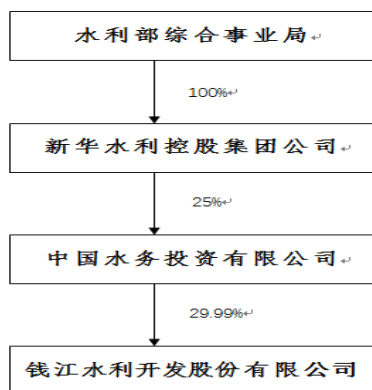 水利部综合事业局
100%
新华水利控股集团公司
25%
中国水务投资有限公司
29.99%
钱江水利开发股份有限公司